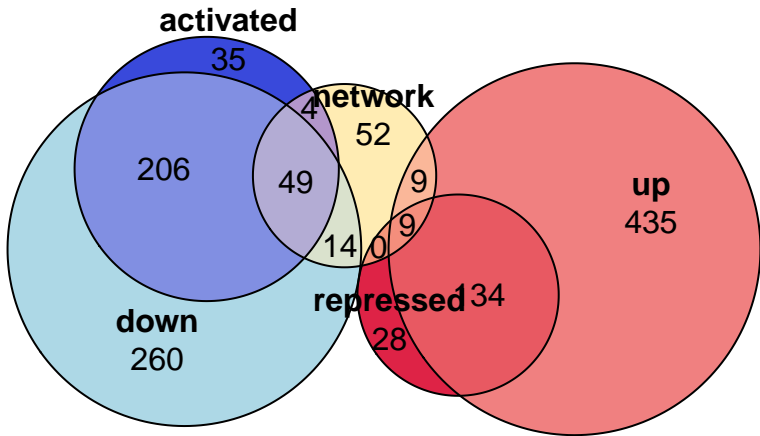 activated
35
network
4
52
206
49
9
up
435
9
14
0
repressed
134
down
28
260